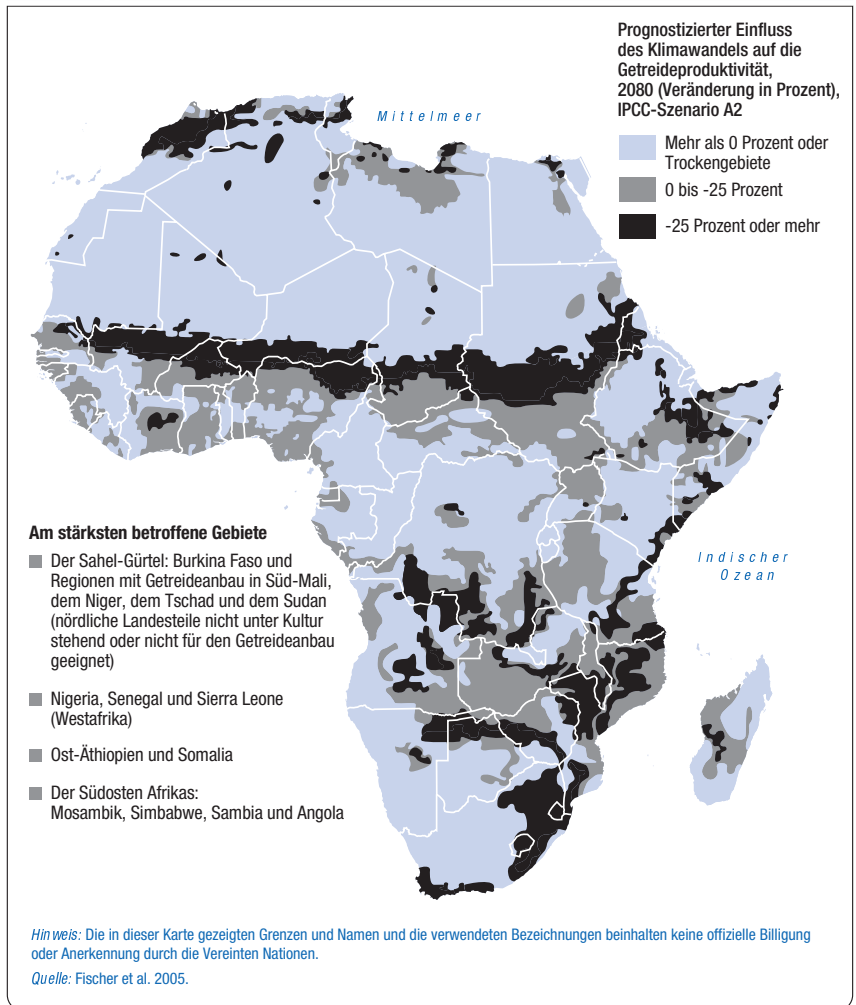 Prognostizierter Einfluss
des Klimawandels auf die
Getreideproduktivität,
2080 (Veränderung in Prozent),
IPCC-Szenario A2
Mehr als 0 Prozent oder
Trockengebiete
0 bis -25 Prozent
-25 Prozent oder mehr
Mittelmeer
Indischer
Ozean
Am stärksten betroffene Gebiete
Der Sahel-Gürtel: Burkina Faso und
Regionen mit Getreideanbau in Süd-Mali,
dem Niger, dem Tschad und dem Sudan
(nördliche Landesteile nicht unter Kultur
stehend oder nicht für den Getreideanbau
geeignet)
Nigeria, Senegal und Sierra Leone
(Westafrika)
Ost-Äthiopien und Somalia
Der Südosten Afrikas:
Mosambik, Simbabwe, Sambia und Angola
Hinweis: Die in dieser Karte gezeigten Grenzen und Namen und die verwendeten Bezeichnungen beinhalten keine offizielle Billigung
oder Anerkennung durch die Vereinten Nationen.
Quelle: Fischer et al. 2005.